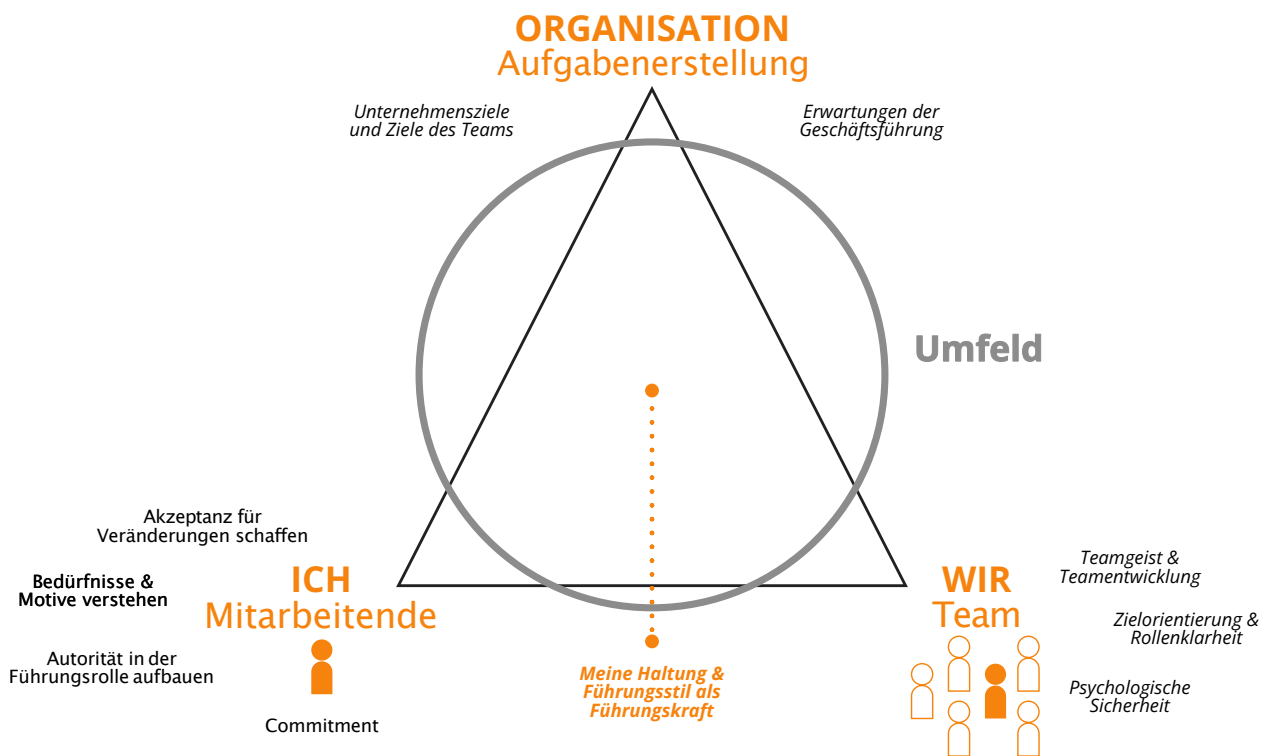 ORGANISATION
Aufgabenerstellung
Unternehmensziele
und Ziele des Teams
Erwartungen der
Geschäftsführung
Umfeld
Akzeptanz für
Veränderungen schaffen
Bedürfnisse &
Motive verstehen
ICH
Mitarbeitende
Autorität in der
Führungsrolle aufbauen
Commitment
Meine Haltung &
Führungsstil als
Führungskraft
WIR
Team
Teamgeist &
Teamentwicklung
Zielorientierung &
Rollenklarheit
Psychologische
Sicherheit